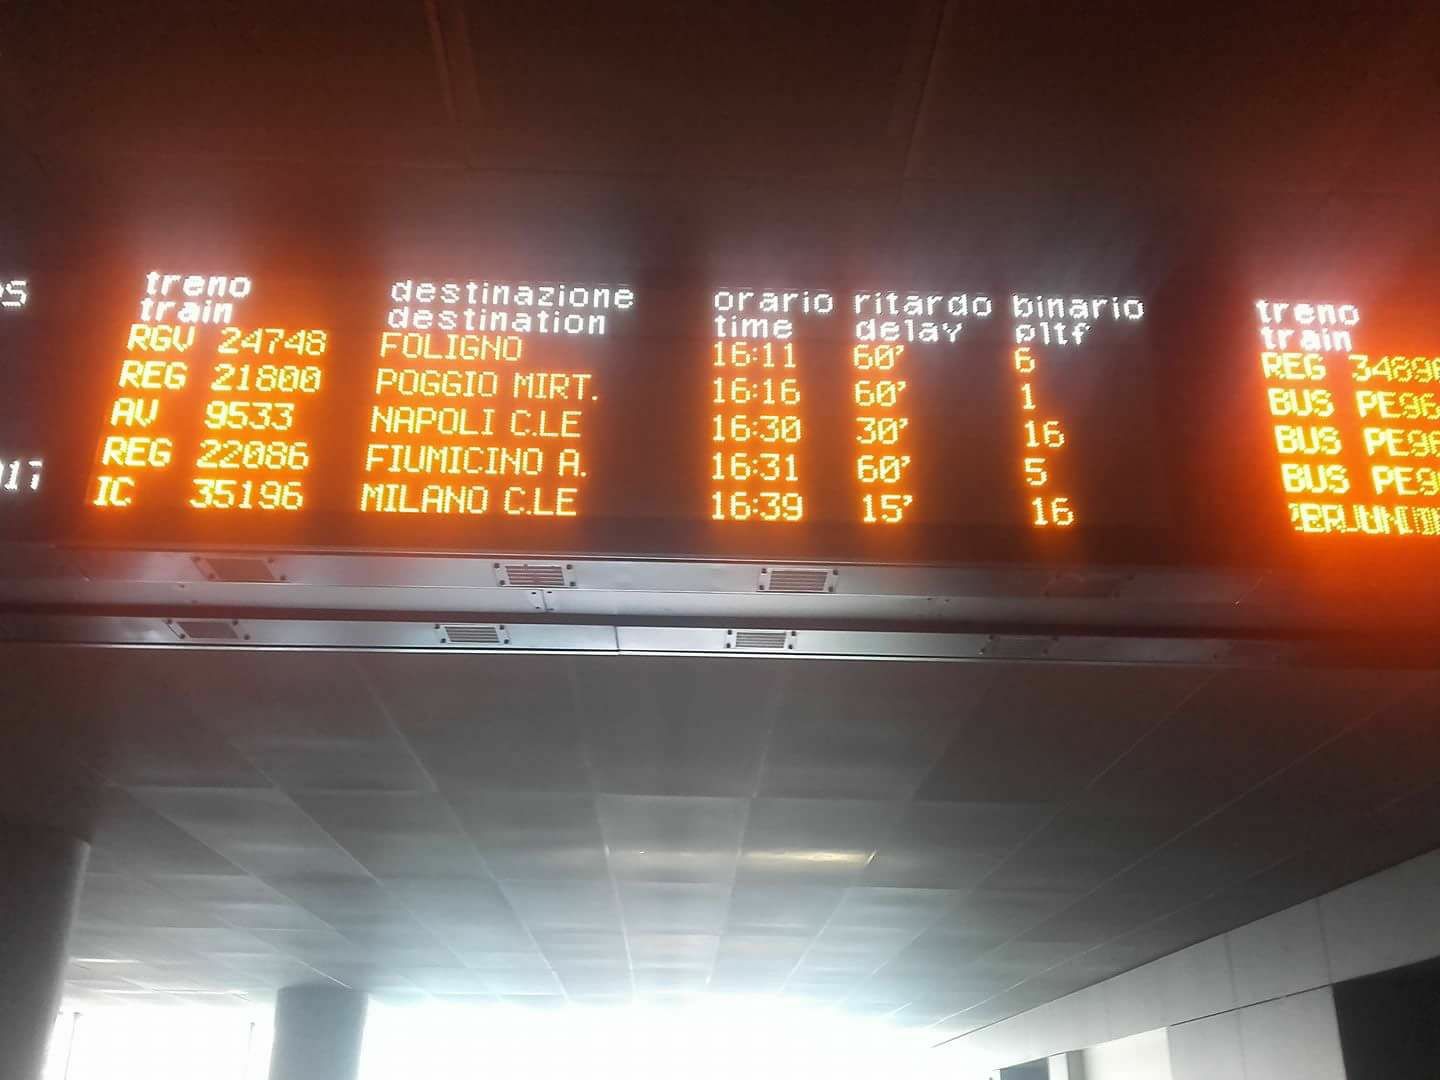 treno destinazione orario ritardo binario
train destination time delay pltf
RGV 24748 FOLIGNO 16:11 60' 6
REG 21800 POGGIO MIRT. 16:16 60' 1
AV 9533 NAPOLI C.LE 16:30 30' 16
REG 22086 FIUMICINO A. 16:31 60' 5
IC 35196 MILANO C.LE 16:39 15' 16
treno
train
REG
BUS
BUS
BUS